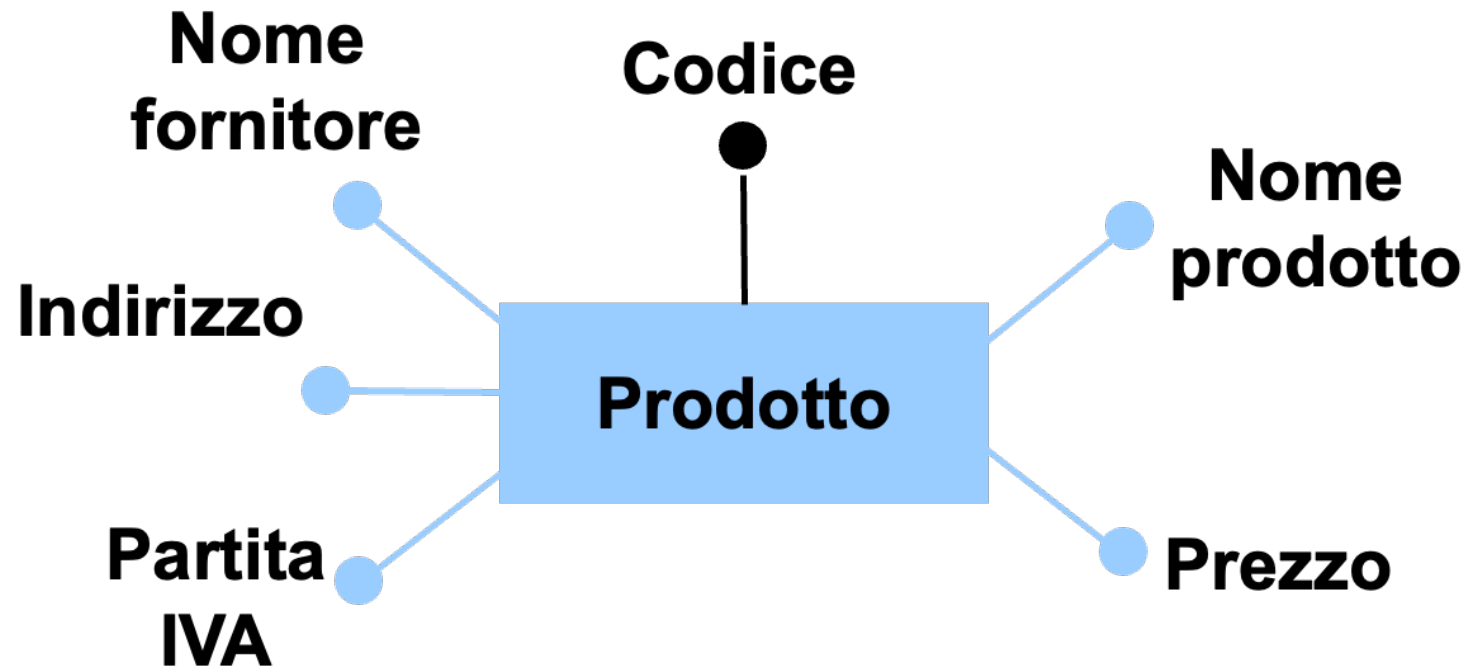 Nome
fornitore
Codice
Nome
prodotto
Indirizzo
Prodotto
Partita
IVA
Prezzo